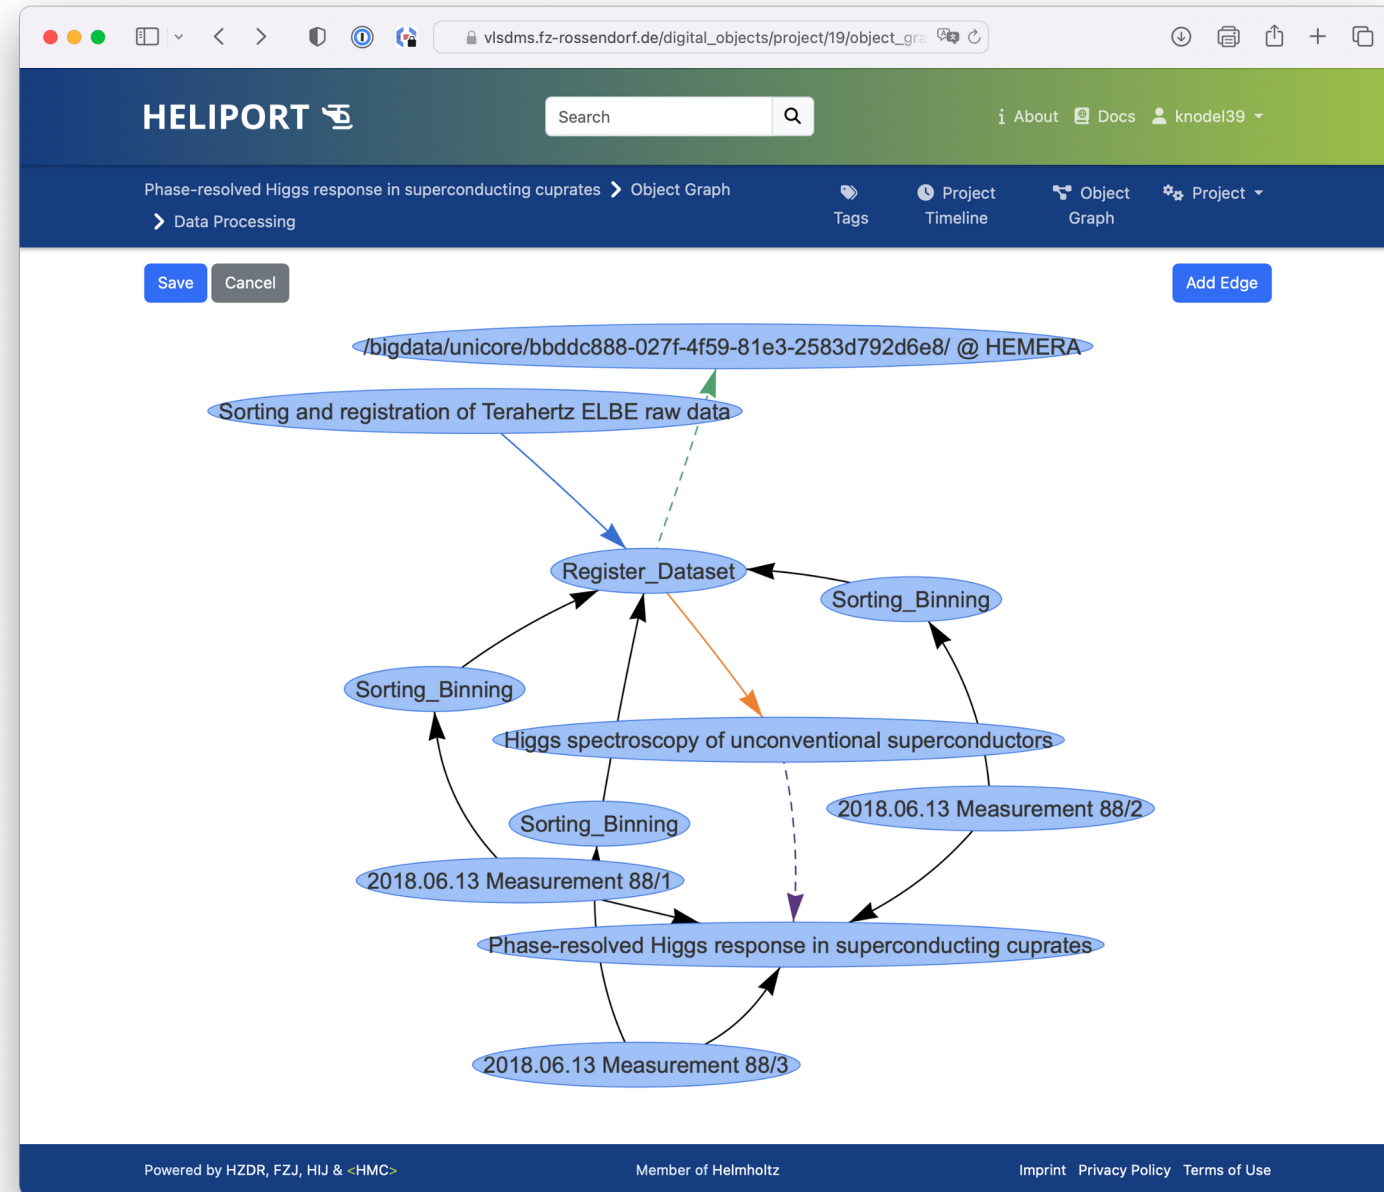 vlsdms.fz-rossendorf.de/digital_objects/project/19/object_gra
HELIPORT
Search
About
Docs
knodel39
Phase-resolved Higgs response in superconducting cuprates
Object Graph
Data Processing
Tags
Project
Timeline
Object
Graph
Project
Save
Cancel
Add Edge
/bigdata/unicore/bbddc888-027f-4f59-81e3-2583d792d6e8/ @ HEMERA
Sorting and registration of Terahertz ELBE raw data
Register_Dataset
Sorting_Binning
Sorting_Binning
Higgs spectroscopy of unconventional superconductors
2018.06.13 Measurement 88/2
Sorting_Binning
2018.06.13 Measurement 88/1
Phase-resolved Higgs response in superconducting cuprates
2018.06.13 Measurement 88/3
Powered by HZDR, FZJ, HIJ & <HMC>
Member of Helmholtz
Imprint Privacy Policy Terms of Use